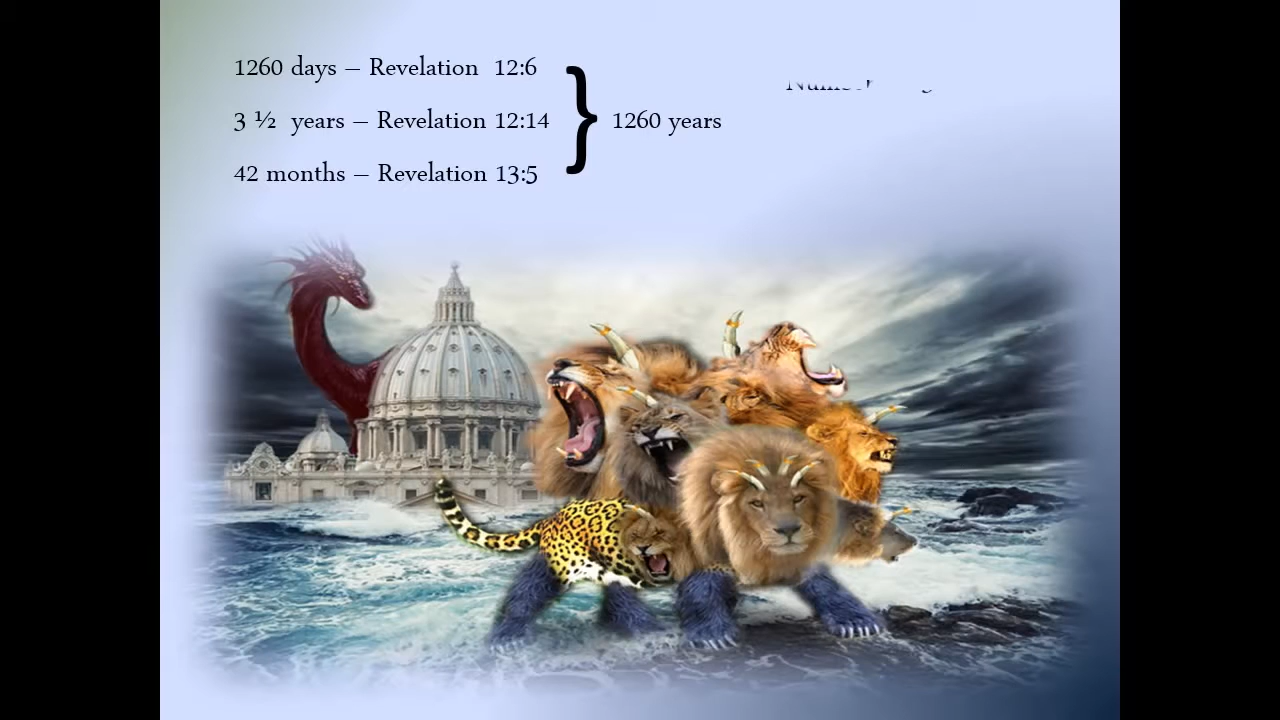 1260 days – Revelation 12:6
3 ½ years – Revelation 12:14
} 1260 years
42 months – Revelation 13:5